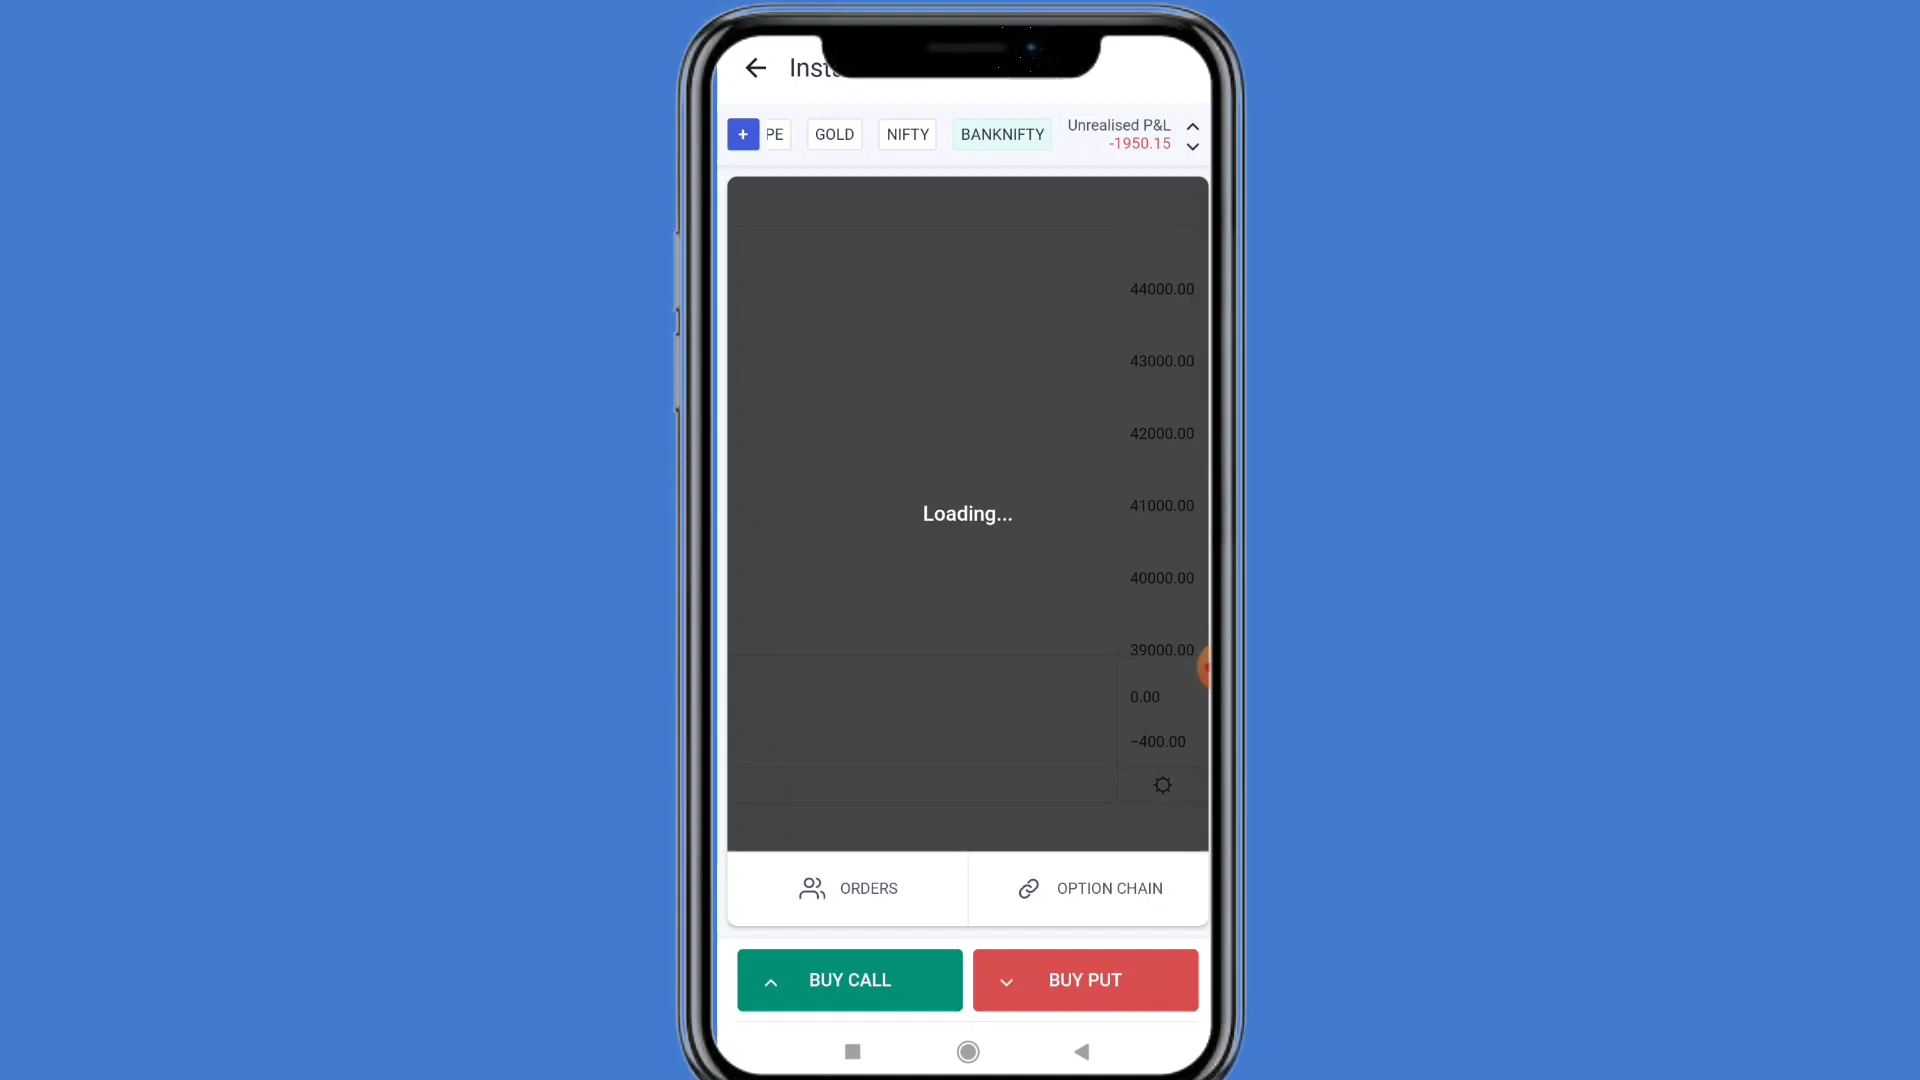 PE
GOLD
NIFTY
BANKNIFTY
Unrealised P&L
-1950.15
44000.00
43000.00
42000.00
41000.00
Loading...
40000.00
39000.00
0.00
−400.00
ORDERS
OPTION CHAIN
BUY CALL
BUY PUT